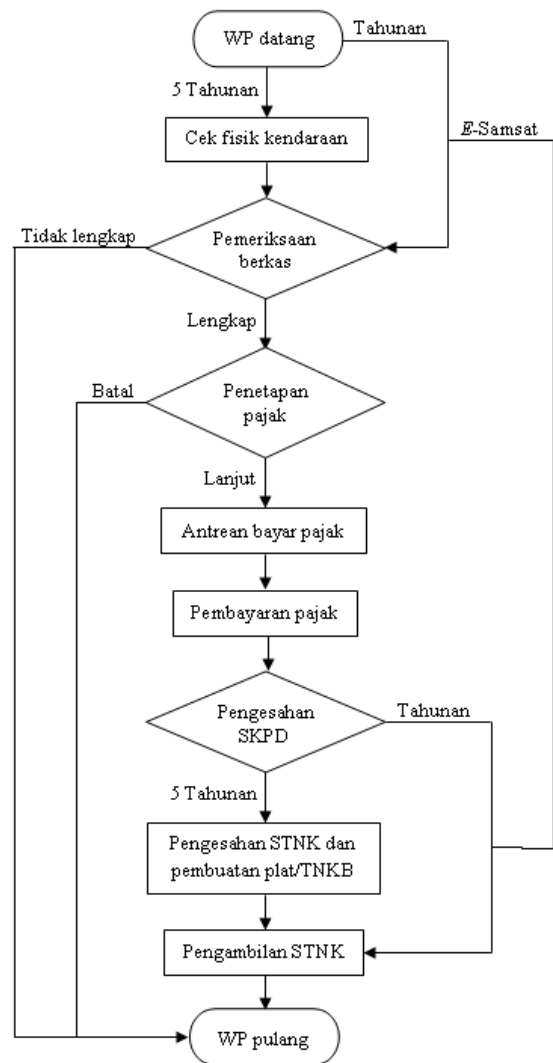 WP datang
Tahunan
5 Tahunan
Cek fisik kendaraan
E-Samsat
Tidak lengkap
Pemeriksaan
berkas
Lengkap
Batal
Penetapan
pajak
Lanjut
Antrean bayar pajak
Pembayaran pajak
Pengesahan
SKPD
Tahunan
5 Tahunan
Pengesahan STNK dan
pembuatan plat/TNKB
Pengambilan STNK
WP pulang